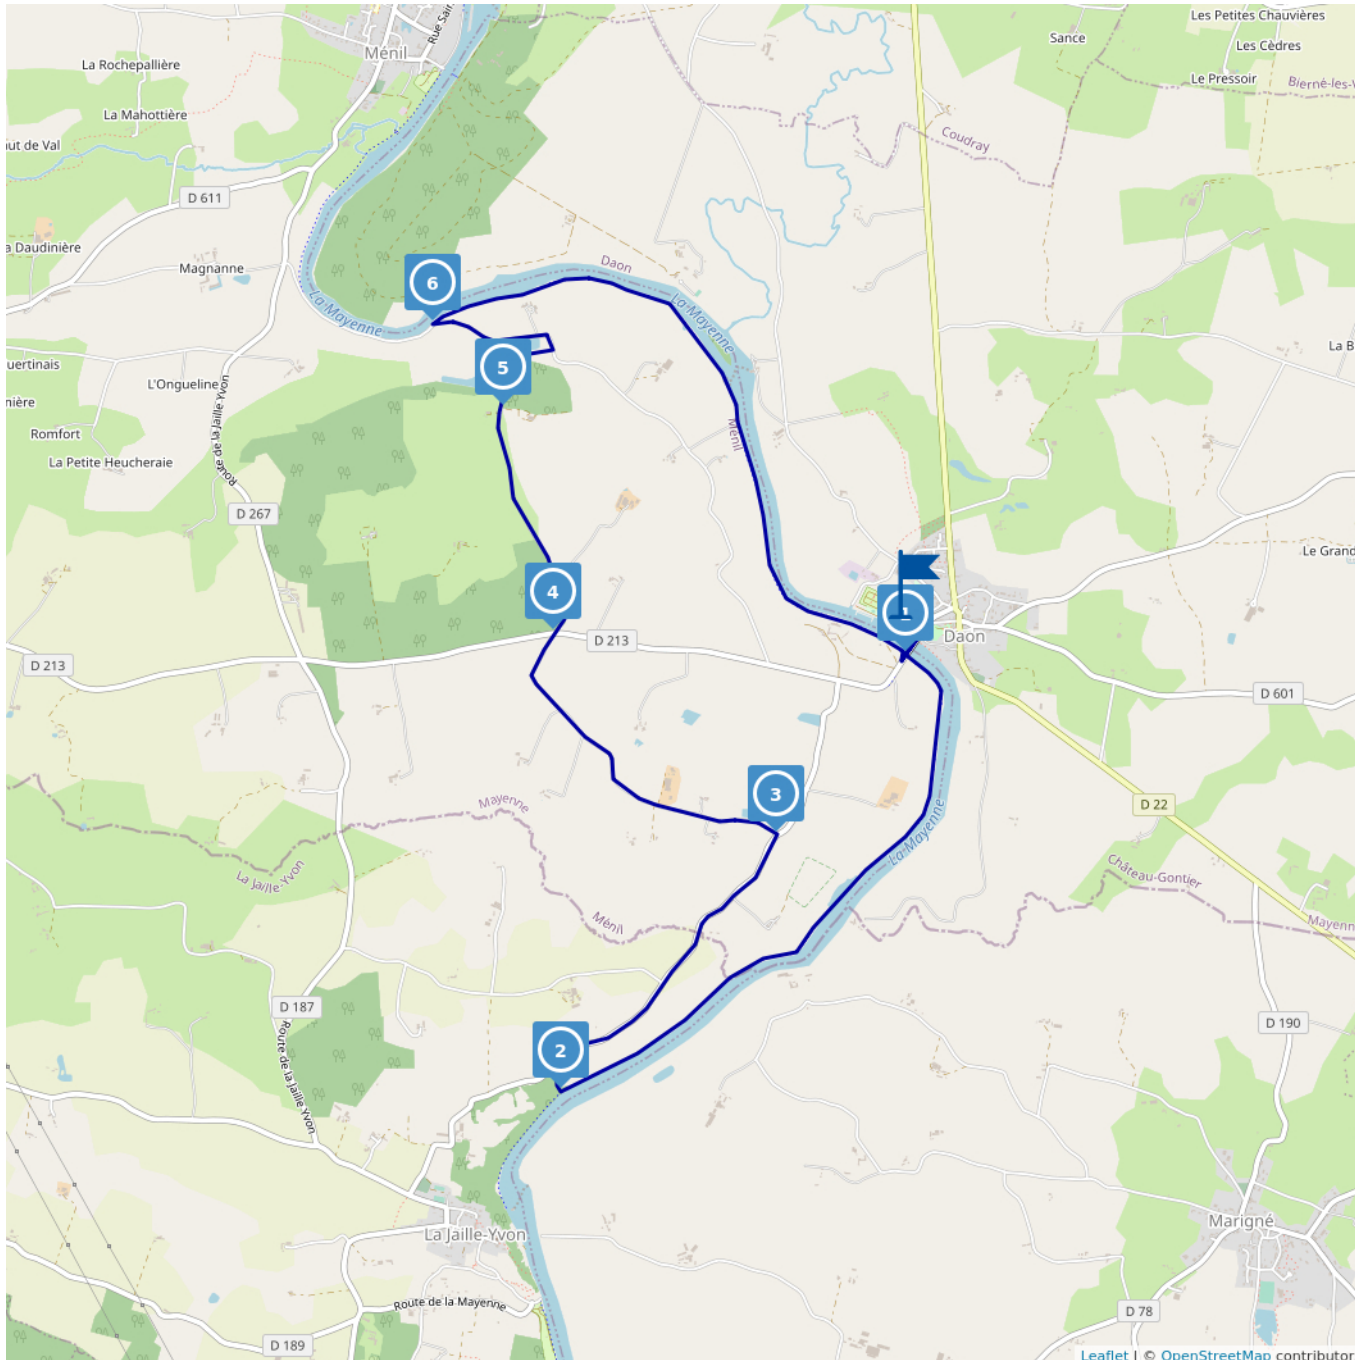 Les Petites Chauvières
Rue Sain
Sance
Les Cèdres
Ménil
La Rochepallière
Le Pressoir
Bierné-les-V
La Mahottière
Coudray
aut de Val
D 611
a Daudinière
Daon
Magnanne
6
La Mayenne
La Mayenne
La B
uertinais
5
L'Ongueline
nière
Route de la Jaille Yvon
Romfort
Ménil
La Petite Heucheraie
D 267
Le Grand
4
1
D 213
Daon
D 213
D 601
3
Mayenne
D 22
La Mayenne
La Jaille-Yvon
Château-Gontier
Ménil
Mayenn
D 187
D 190
Route de la Jaille Yvon
2
Marigné
La Jaille-Yvon
Route de la Mayenne
D 78
D 189
Leaflet | © OpenStreetMap contributor